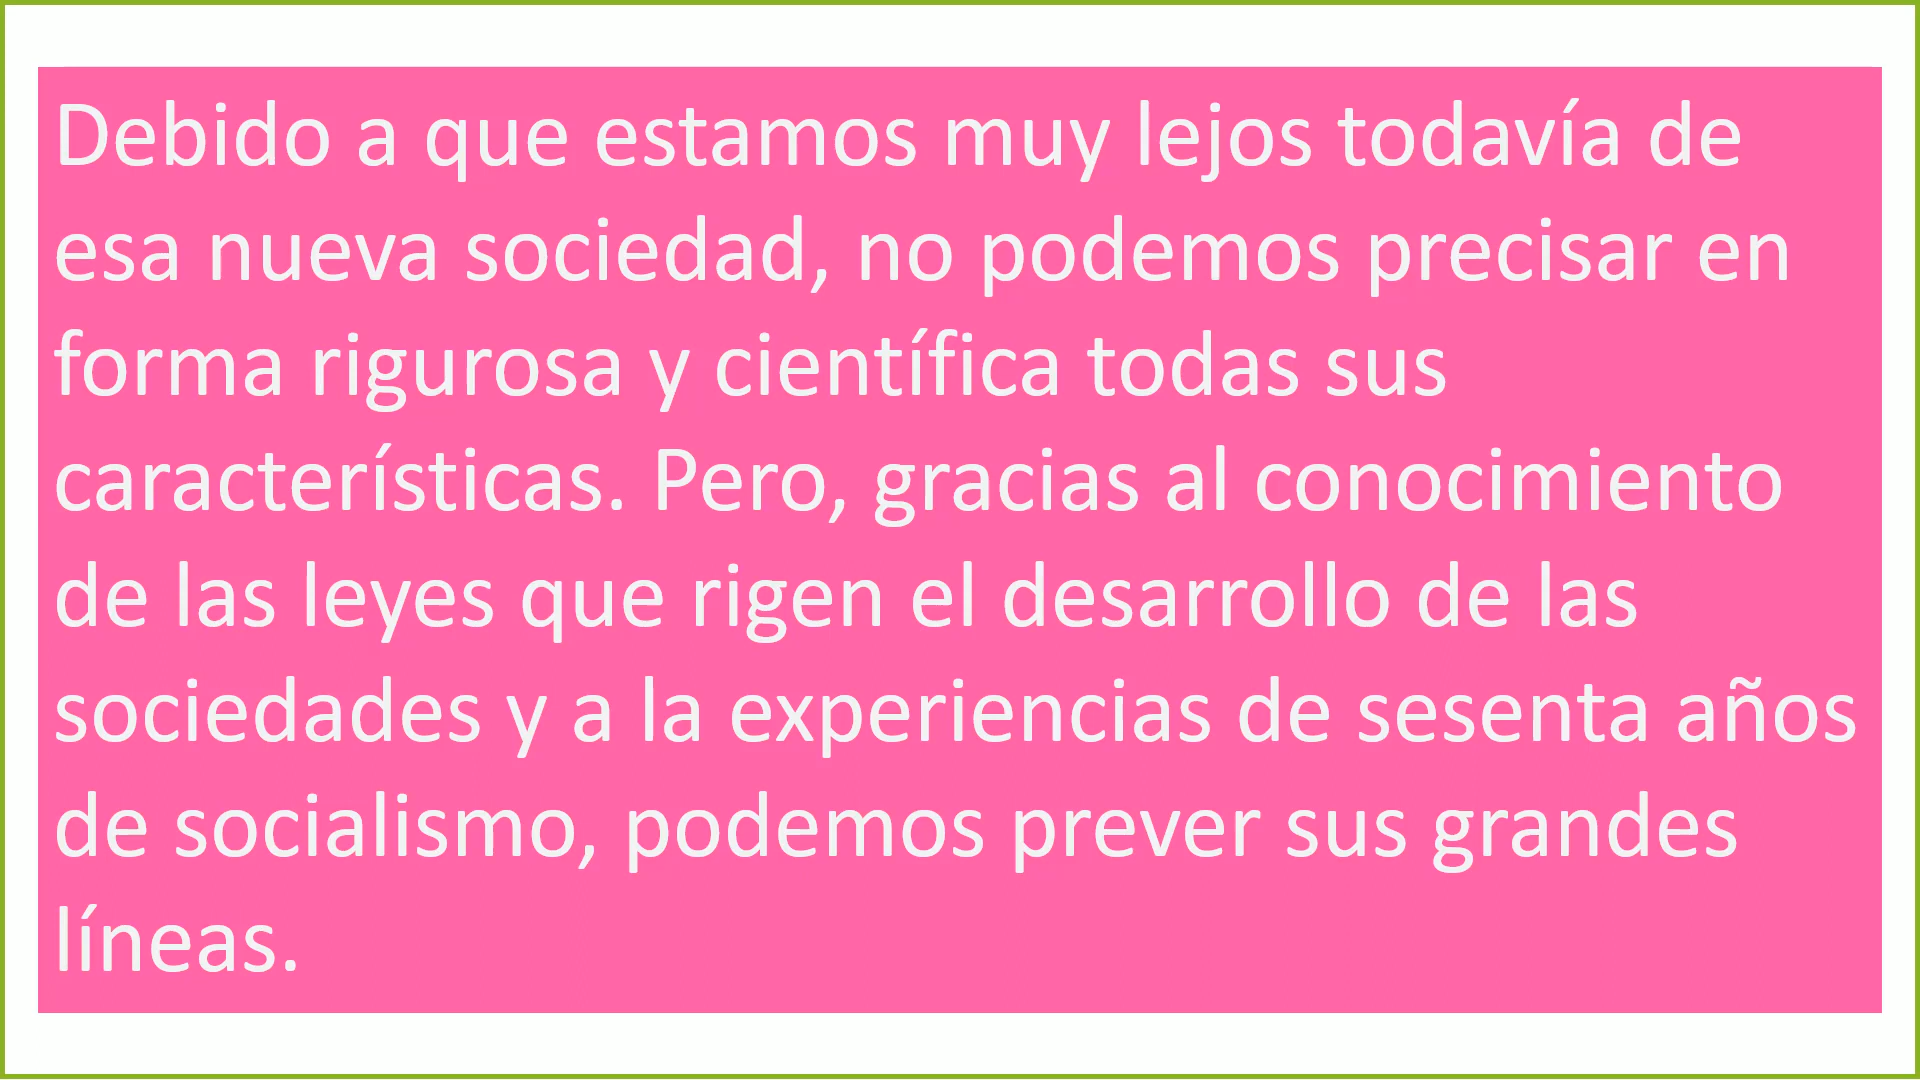 Debido a que estamos muy lejos todavía de
esa nueva sociedad, no podemos precisar en
forma rigurosa y científica todas sus
características. Pero, gracias al conocimiento
de las leyes que rigen el desarrollo de las
sociedades y a la experiencias de sesenta años
de socialismo, podemos prever sus grandes
líneas.